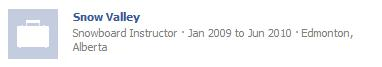 Snow Valley
Snowboard Instructor · Jan 2009 to Jun 2010 · Edmonton,
Alberta